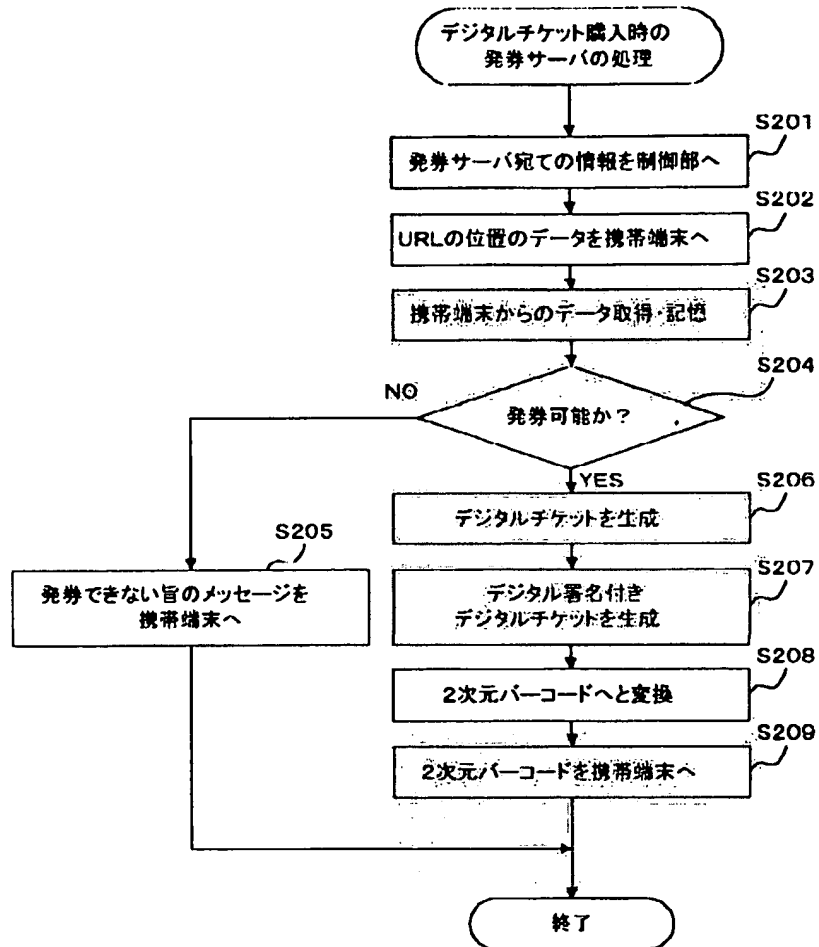 デジタルチケット購入時の
発券サーバの処理
S201
発券サーバ宛ての情報を制御部へ
S202
URLの位置のデータを携帯端末へ
S203
携帯端末からのデータ取得・記憶
S204
NO
発券可能か？
YES
S206
デジタルチケットを生成
S205
発券できない旨のメッセージを
携帯端末へ
S207
デジタル署名付き
デジタルチケットを生成
S208
2次元バーコードへと変換
S209
2次元バーコードを携帯端末へ
終了